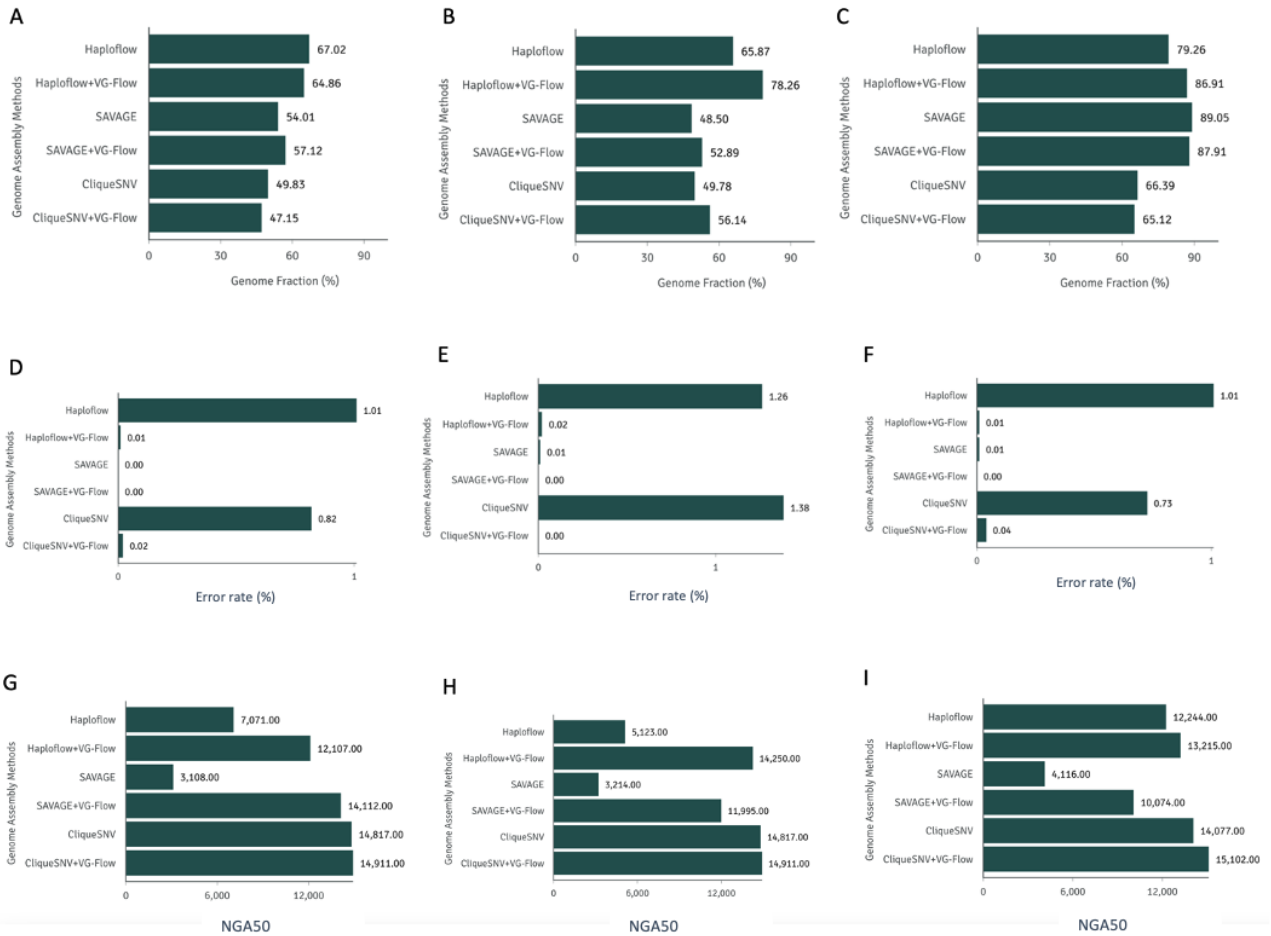 A
Genome Assembly Methods
Haploflow 67.02
Haploflow+VG-Flow 64.86
SAVAGE 54.01
SAVAGE+VG-Flow 57.12
CliqueSNV 49.83
CliqueSNV+VG-Flow 47.15
0 30 60 90
Genome Fraction (%)
B
Genome Assembly Methods
Haploflow 65.87
Haploflow+VG-Flow 78.26
SAVAGE 48.50
SAVAGE+VG-Flow 52.89
CliqueSNV 49.78
CliqueSNV+VG-Flow 56.14
0 30 60 90
Genome Fraction (%)
C
Genome Assembly Methods
Haploflow 79.26
Haploflow+VG-Flow 86.91
SAVAGE 89.05
SAVAGE+VG-Flow 87.91
CliqueSNV 66.39
CliqueSNV+VG-Flow 65.12
0 30 60 90
Genome Fraction (%)
D
Genome Assembly Methods
Haploflow 1.01
Haploflow+VG-Flow 0.01
SAVAGE 0.00
SAVAGE+VG-Flow 0.00
CliqueSNV 0.82
CliqueSNV+VG-Flow 0.02
0 1
Error rate (%)
E
Genome Assembly Methods
Haploflow 1.26
Haploflow+VG-Flow 0.02
SAVAGE 0.01
SAVAGE+VG-Flow 0.00
CliqueSNV 1.38
CliqueSNV+VG-Flow 0.00
0 1
Error rate (%)
F
Genome Assembly Methods
Haploflow 1.01
Haploflow+VG-Flow 0.01
SAVAGE 0.01
SAVAGE+VG-Flow 0.00
CliqueSNV 0.73
CliqueSNV+VG-Flow 0.04
0 1
Error rate (%)
G
Genome Assembly Methods
Haploflow 7,071.00
Haploflow+VG-Flow 12,107.00
SAVAGE 3,108.00
SAVAGE+VG-Flow 14,112.00
CliqueSNV 14,817.00
CliqueSNV+VG-Flow 14,911.00
0 6,000 12,000
NGA50
H
Genome Assembly Methods
Haploflow 5,123.00
Haploflow+VG-Flow 14,250.00
SAVAGE 3,214.00
SAVAGE+VG-Flow 11,995.00
CliqueSNV 14,817.00
CliqueSNV+VG-Flow 14,911.00
0 6,000 12,000
NGA50
I
Genome Assembly Methods
Haploflow 12,244.00
Haploflow+VG-Flow 13,215.00
SAVAGE 4,116.00
SAVAGE+VG-Flow 10,074.00
CliqueSNV 14,077.00
CliqueSNV+VG-Flow 15,102.00
0 6,000 12,000
NGA50